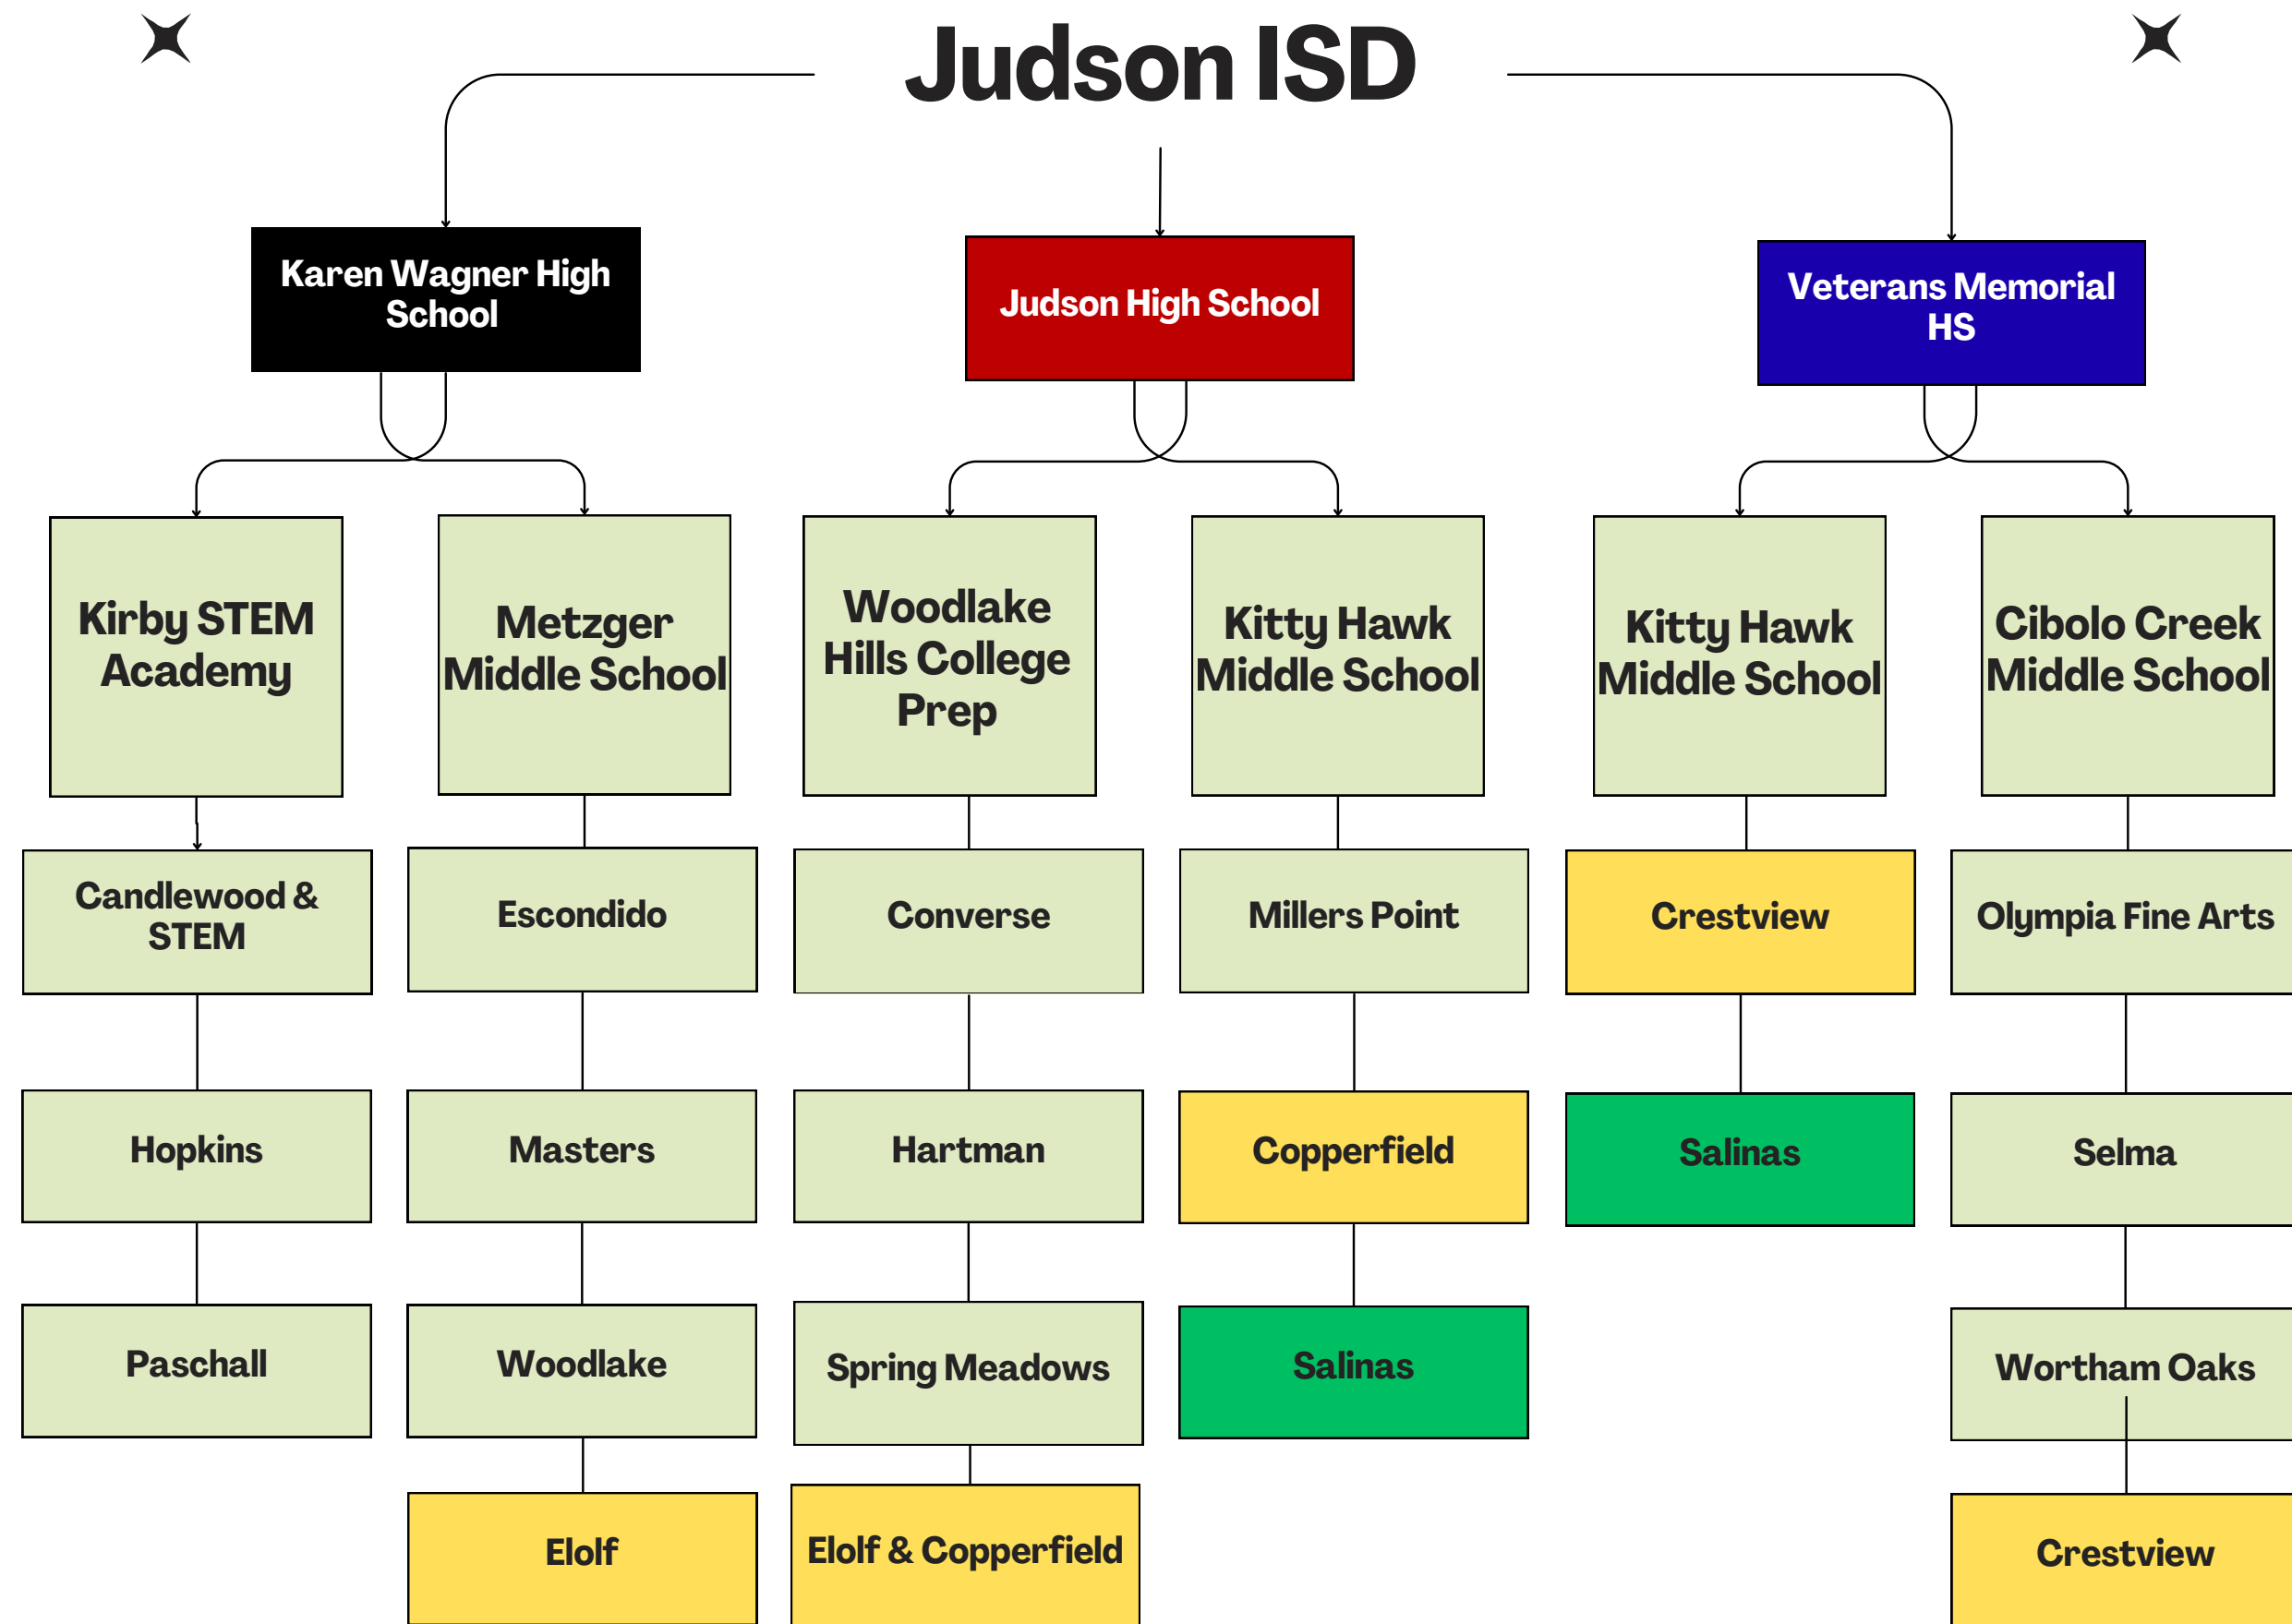 Judson ISD
Karen Wagner High
School
Judson High School
Veterans Memorial
HS
Kirby STEM
Academy
Metzger
Middle School
Woodlake
Hills College
Prep
Kitty Hawk
Middle School
Kitty Hawk
Middle School
Cibolo Creek
Middle School
Candlewood &
STEM
Escondido
Converse
Millers Point
Crestview
Olympia Fine Arts
Hopkins
Masters
Hartman
Copperfield
Salinas
Selma
Paschall
Woodlake
Spring Meadows
Salinas
Wortham Oaks
Elolf
Elolf & Copperfield
Crestview